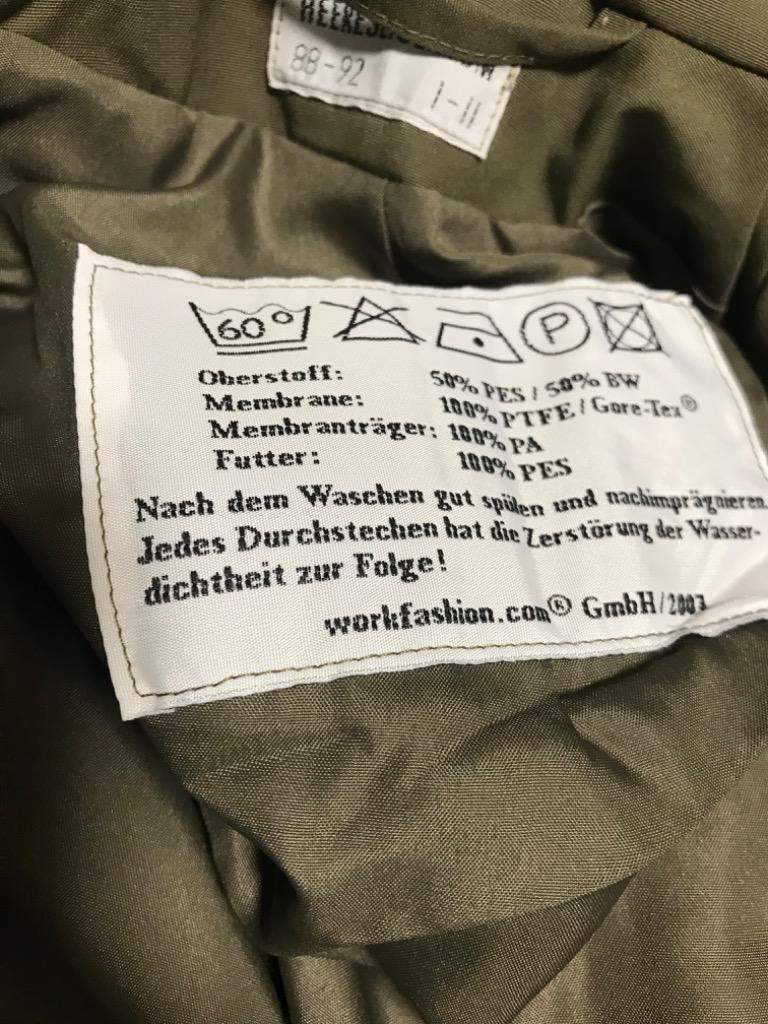 88-92
60°
P
Oberstoff: 50% PES / 50% BW
Membrane: 100% PTFE / Gore-Tex®
Membranträger: 100% PA
Futter: 100% PES
Nach dem Waschen gut spülen und nachimprägnieren.
Jedes Durchstechen hat die Zerstörung der Wasser-
dichtheit zur Folge!
workfashion.com® GmbH/2003